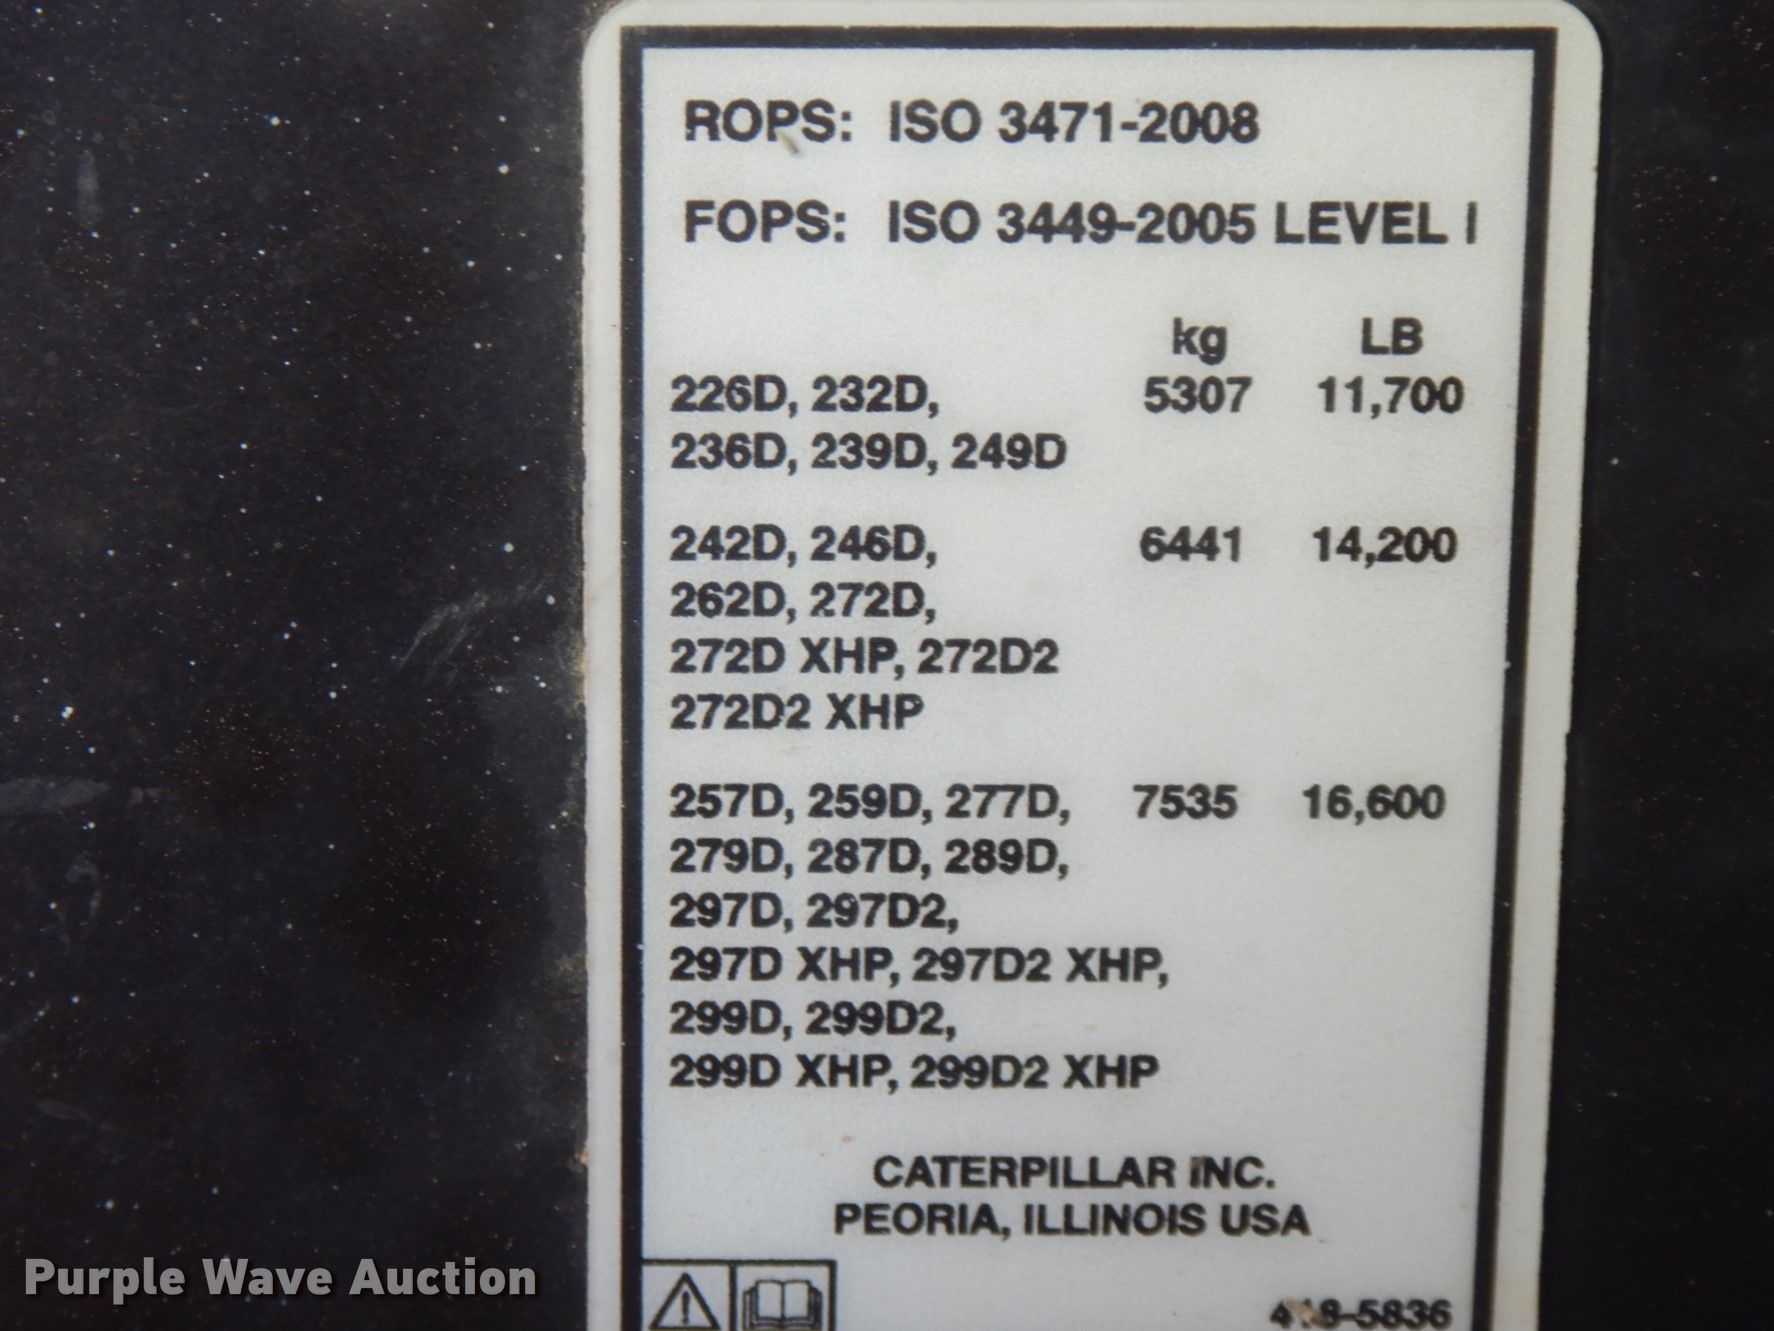 ROPS: ISO 3471-2008
FOPS: ISO 3449-2005 LEVEL I
kg LB
226D, 232D, 5307 11,700
236D, 239D, 249D
242D, 246D, 6441 14,200
262D, 272D,
272D XHP, 272D2
272D2 XHP
257D, 259D, 277D, 7535 16,600
279D, 287D, 289D,
297D, 297D2,
297D XHP, 297D2 XHP,
299D, 299D2,
299D XHP, 299D2 XHP
CATERPILLAR INC.
PEORIA, ILLINOIS USA
Purple Wave Auction